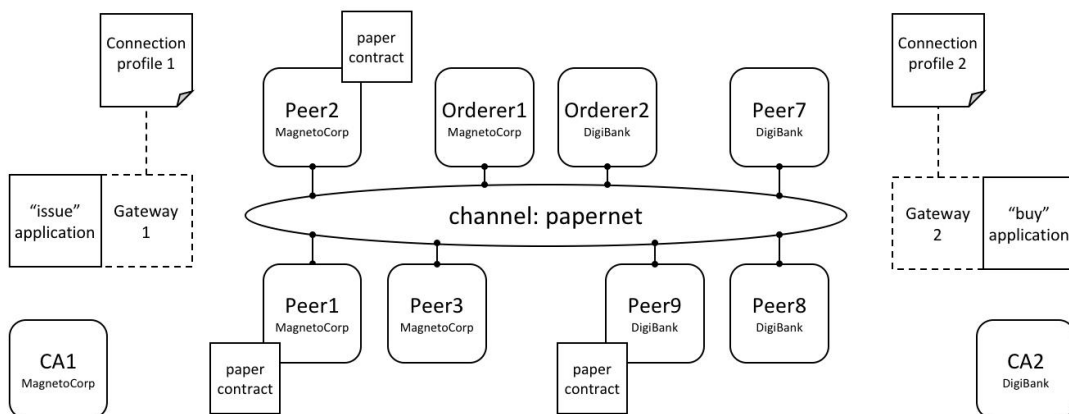 Connection
profile 1
paper
contract
Connection
profile 2
Peer2
MagnetoCorp
Orderer1
MagnetoCorp
Orderer2
DigiBank
Peer7
DigiBank
“issue”
application
Gateway
1
channel: papernet
Gateway
2
“buy”
application
Peer1
MagnetoCorp
Peer3
MagnetoCorp
Peer9
DigiBank
Peer8
DigiBank
CA1
MagnetoCorp
paper
contract
paper
contract
CA2
DigiBank